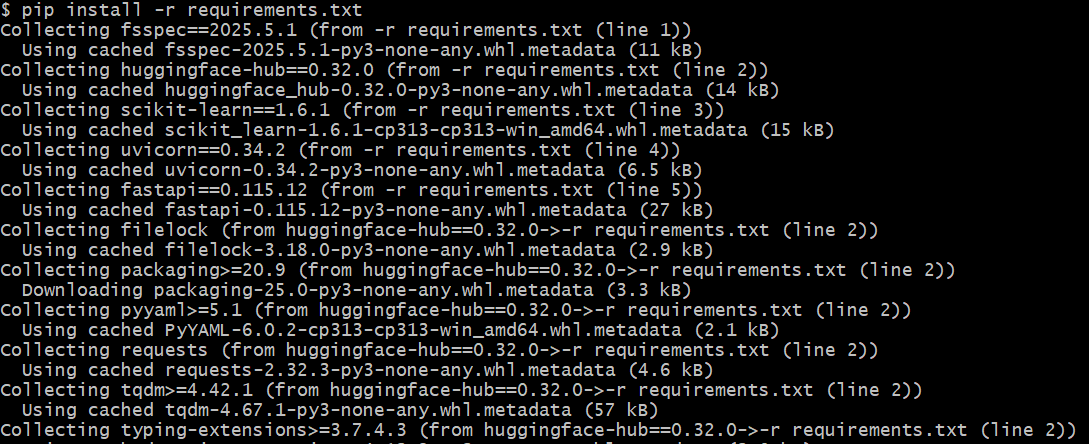 $ pip install -r requirements.txt
Collecting fsspec==2025.5.1 (from -r requirements.txt (line 1))
  Using cached fsspec-2025.5.1-py3-none-any.whl.metadata (11 kB)
Collecting huggingface-hub==0.32.0 (from -r requirements.txt (line 2))
  Using cached huggingface_hub-0.32.0-py3-none-any.whl.metadata (14 kB)
Collecting scikit-learn==1.6.1 (from -r requirements.txt (line 3))
  Using cached scikit_learn-1.6.1-cp313-cp313-win_amd64.whl.metadata (15 kB)
Collecting uvicorn==0.34.2 (from -r requirements.txt (line 4))
  Using cached uvicorn-0.34.2-py3-none-any.whl.metadata (6.5 kB)
Collecting fastapi==0.115.12 (from -r requirements.txt (line 5))
  Using cached fastapi-0.115.12-py3-none-any.whl.metadata (27 kB)
Collecting filelock (from huggingface-hub==0.32.0->-r requirements.txt (line 2))
  Using cached filelock-3.18.0-py3-none-any.whl.metadata (2.9 kB)
Collecting packaging>=20.9 (from huggingface-hub==0.32.0->-r requirements.txt (line 2))
  Downloading packaging-25.0-py3-none-any.whl.metadata (3.3 kB)
Collecting pyyaml>=5.1 (from huggingface-hub==0.32.0->-r requirements.txt (line 2))
  Using cached PyYAML-6.0.2-cp313-cp313-win_amd64.whl.metadata (2.1 kB)
Collecting requests (from huggingface-hub==0.32.0->-r requirements.txt (line 2))
  Using cached requests-2.32.3-py3-none-any.whl.metadata (4.6 kB)
Collecting tqdm>=4.42.1 (from huggingface-hub==0.32.0->-r requirements.txt (line 2))
  Using cached tqdm-4.67.1-py3-none-any.whl.metadata (57 kB)
Collecting typing-extensions>=3.7.4.3 (from huggingface-hub==0.32.0->-r requirements.txt (line 2))